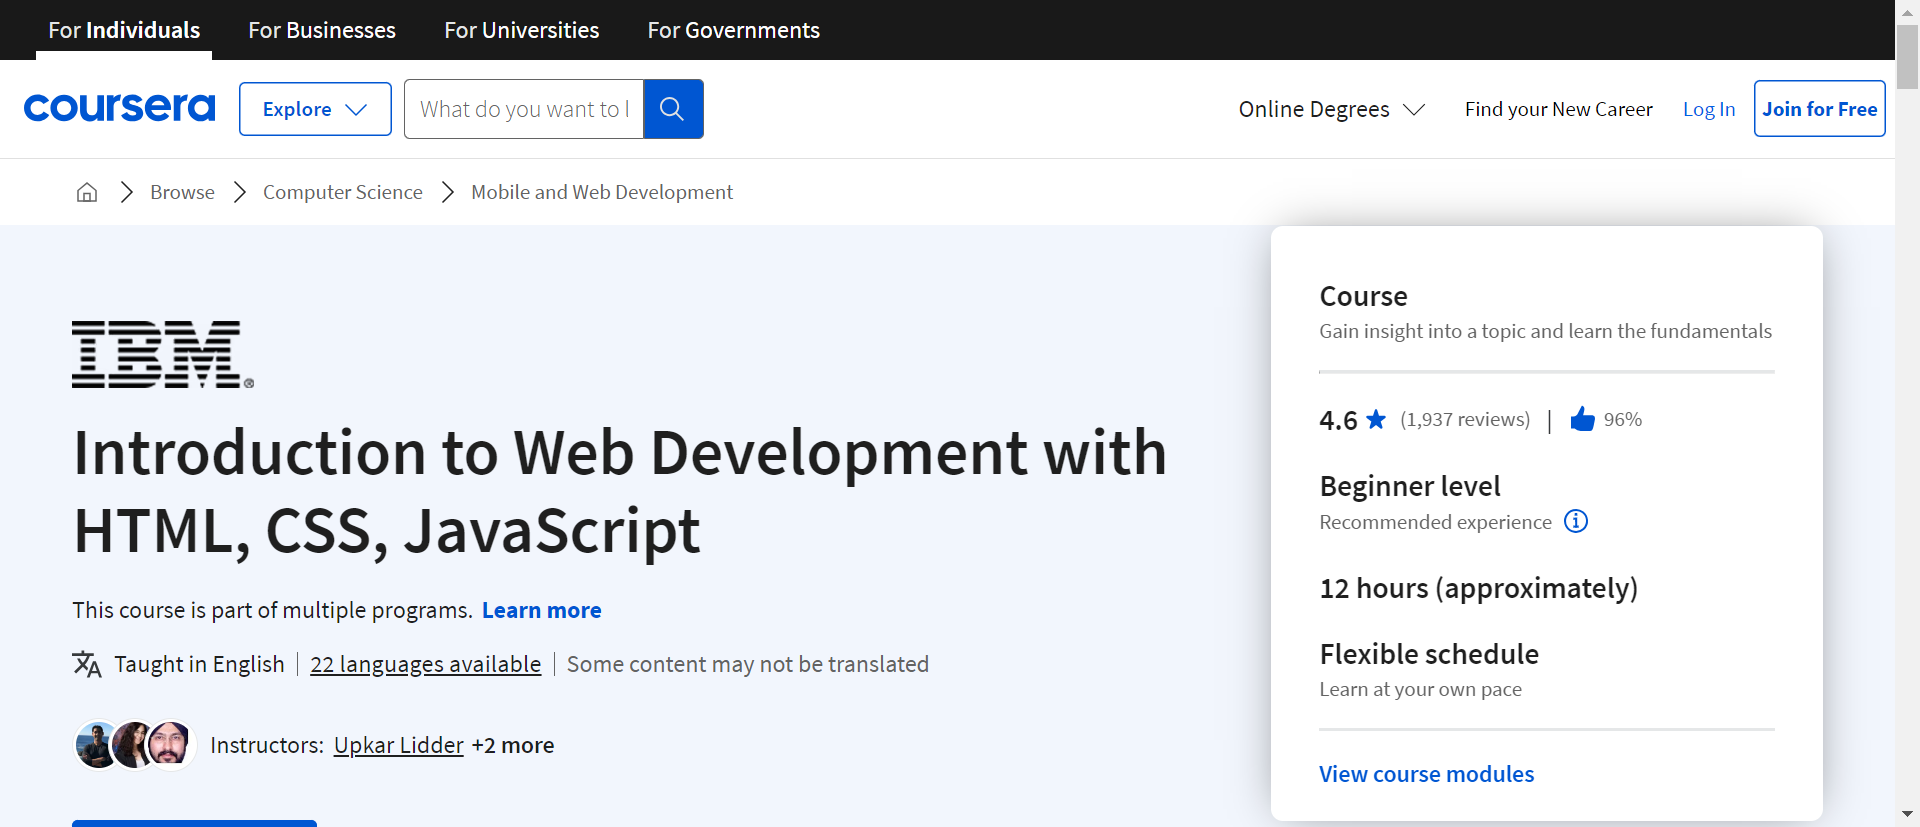 For Individuals For Businesses For Universities For Governments
coursera Explore What do you want to l Online Degrees Find your New Career Log In Join for Free
Browse Computer Science Mobile and Web Development
IBM®
Introduction to Web Development with
HTML, CSS, JavaScript
This course is part of multiple programs. Learn more
Taught in English | 22 languages available | Some content may not be translated
Instructors: Upkar Lidder +2 more
Course
Gain insight into a topic and learn the fundamentals
4.6 (1,937 reviews) | 96%
Beginner level
Recommended experience
12 hours (approximately)
Flexible schedule
Learn at your own pace
View course modules